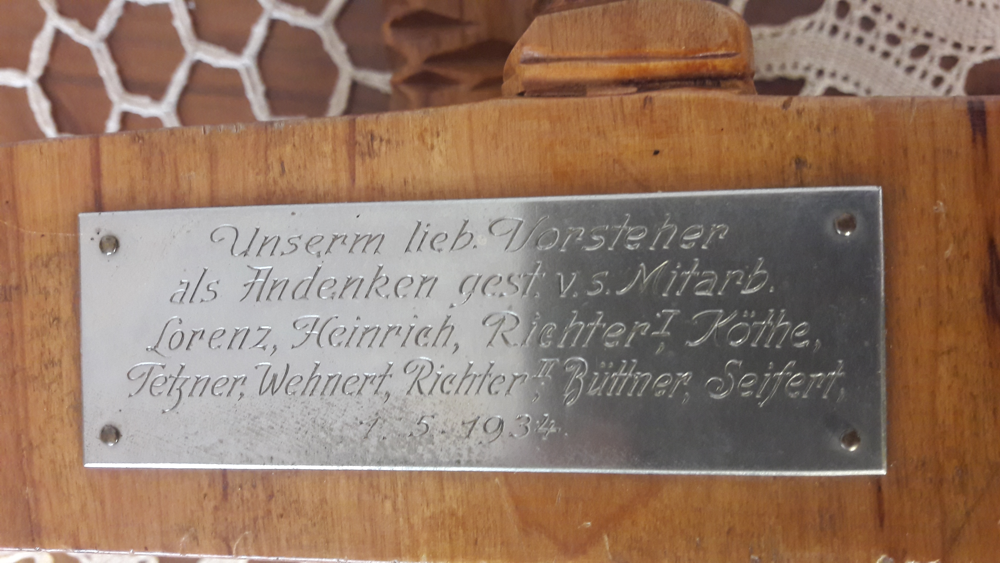 Unserm lieb. Vorsteher
als Andenken gest. v. s. Mitarb.
Lorenz, Heinrich, Richter I, Köthe,
Tetzner, Wehnert, Richter II, Büttner, Seifert,
1. 5. 1934.